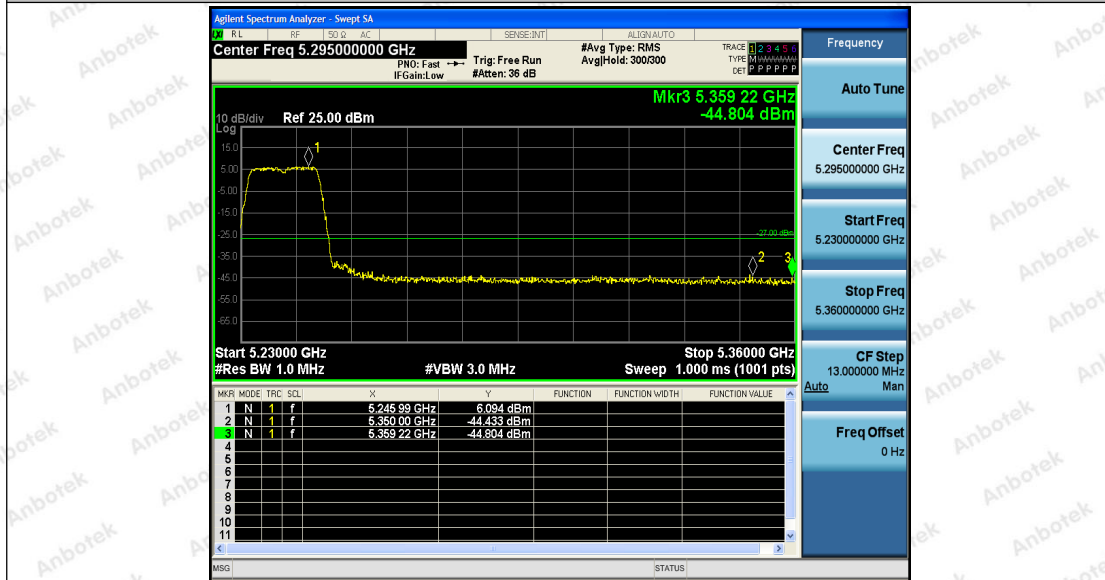 Agilent Spectrum Analyzer - Swept SA
LXI RL RF 50 Ω AC SENSE:INT ALIGNAUTO
Center Freq 5.295000000 GHz
PNO: Fast
IFGain:Low
Trig: Free Run
#Atten: 36 dB
#Avg Type: RMS
Avg|Hold: 300/300
TRACE 1 2 3 4 5 6
TYPE M
DET P P P P P P
Mkr3 5.359 22 GHz
-44.804 dBm
10 dB/div Ref 25.00 dBm
Log
15.0
5.00
-5.00
-15.0
-25.0
-35.0
-45.0
-55.0
-65.0
-27.00 dBm
1
2
3
Start 5.23000 GHz Stop 5.36000 GHz
#Res BW 1.0 MHz #VBW 3.0 MHz Sweep 1.000 ms (1001 pts)
MKR MODE TRC SCL X Y FUNCTION FUNCTION WIDTH FUNCTION VALUE
1 N 1 f 5.245 99 GHz 6.094 dBm
2 N 1 f 5.350 00 GHz -44.433 dBm
3 N 1 f 5.359 22 GHz -44.804 dBm
4
5
6
7
8
9
10
11
MSG STATUS
Frequency
Auto Tune
Center Freq
5.295000000 GHz
Start Freq
5.230000000 GHz
Stop Freq
5.360000000 GHz
CF Step
13.000000 MHz
Auto Man
Freq Offset
0 Hz